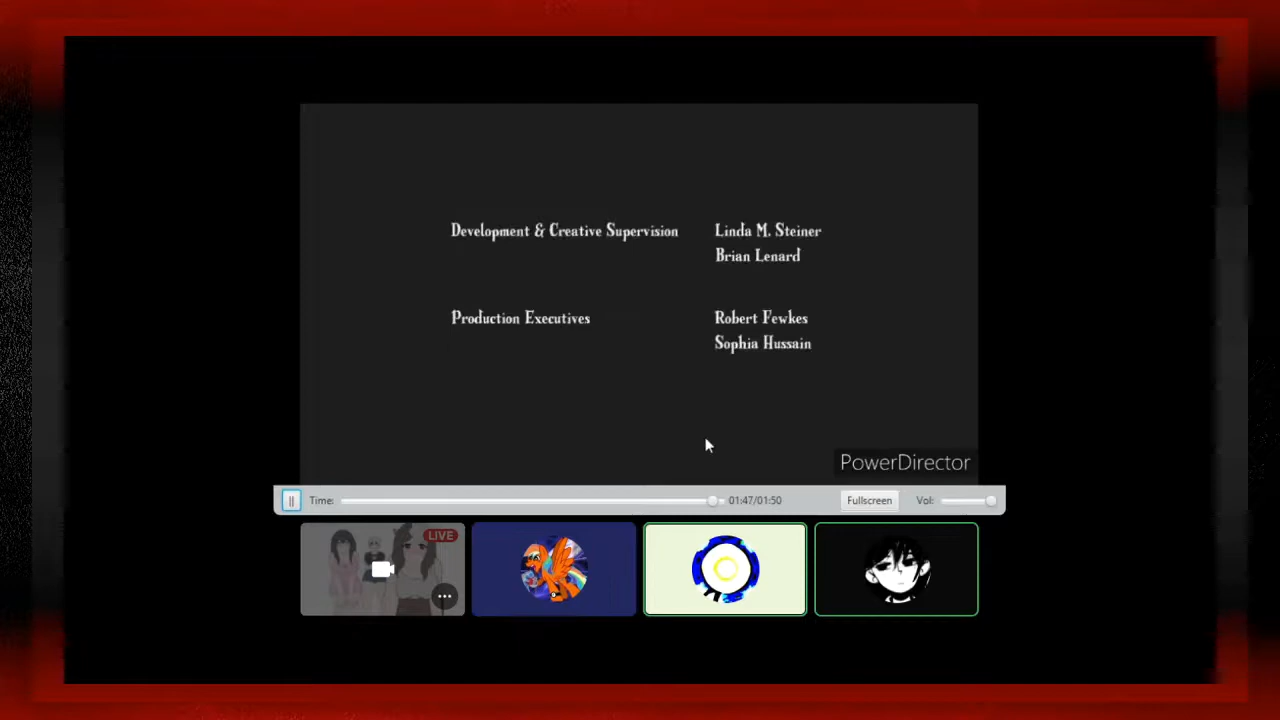 Development & Creative Supervision Linda M. Steiner
Brian Lenard
Production Executives Robert Fewkes
Sophia Hussain
PowerDirector
Time: 01:47/01:50 Fullscreen Vol:
LIVE